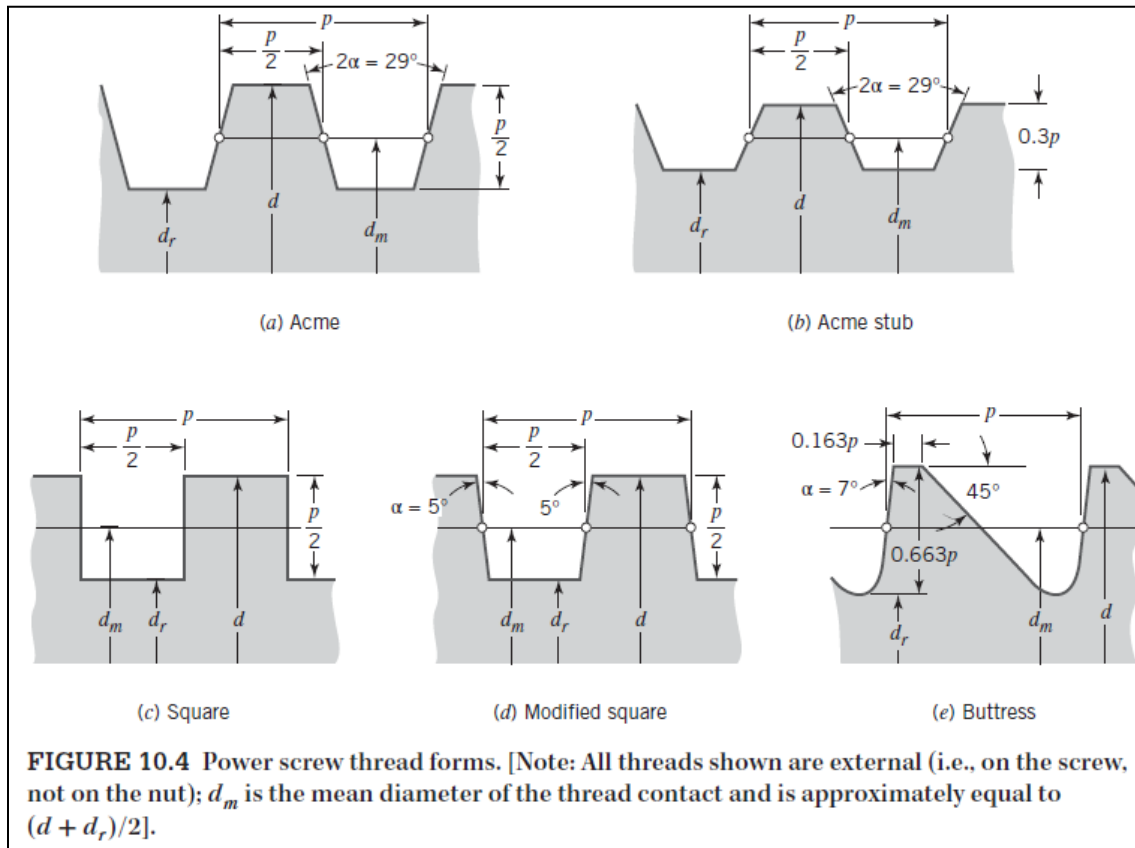 p
p/2
2α = 29°
p/2
d
d_r
d_m
(a) Acme
p
p/2
2α = 29°
0.3p
d
d_r
d_m
(b) Acme stub
p
p/2
p/2
d_m
d_r
d
(c) Square
p
p/2
α = 5°
5°
p/2
d_m
d_r
d
(d) Modified square
p
0.163p
α = 7°
45°
0.663p
d_r
d_m
d
(e) Buttress
FIGURE 10.4 Power screw thread forms. [Note: All threads shown are external (i.e., on the screw,
not on the nut); d_m is the mean diameter of the thread contact and is approximately equal to
(d + d_r)/2].